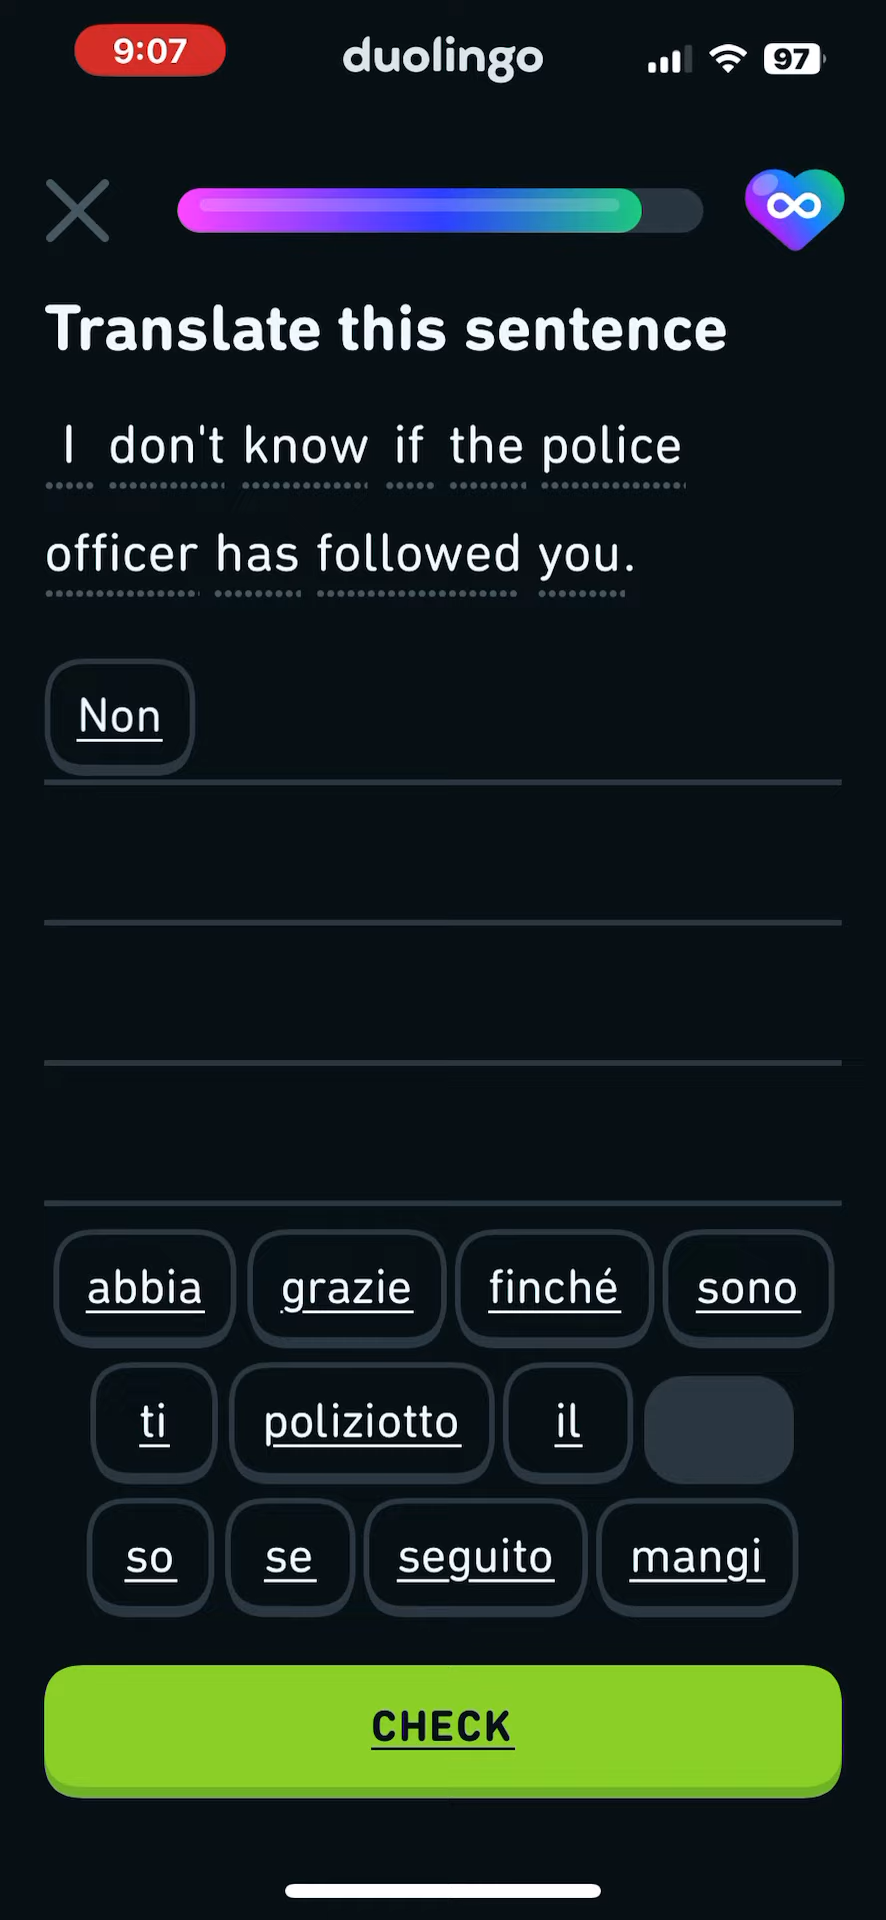 9:07 duolingo 97
Translate this sentence
I don't know if the police
officer has followed you.
Non
abbia grazie finché sono
ti poliziotto il
so se seguito mangi
CHECK